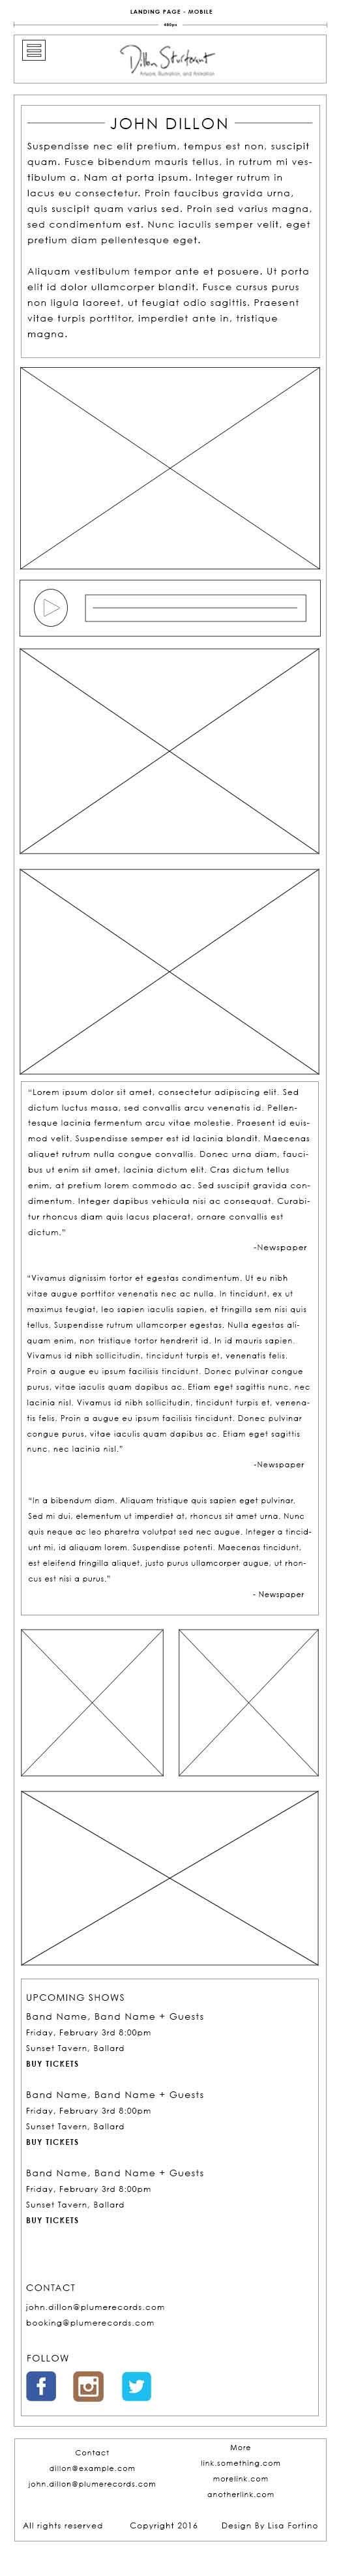 LANDING PAGE - MOBILE
480px
Dillon Sturtevant
Artwork, Illustration, and Animation
JOHN DILLON
Suspendisse nec elit pretium, tempus est non, suscipit
quam. Fusce bibendum mauris tellus, in rutrum mi ves-
tibulum a. Nam at porta ipsum. Integer rutrum in
lacus eu consectetur. Proin faucibus gravida urna,
quis suscipit quam varius sed. Proin sed varius magna,
sed condimentum est. Nunc iaculis semper velit, eget
pretium diam pellentesque eget.
Aliquam vestibulum tempor ante et posuere. Ut porta
elit id dolor ullamcorper blandit. Fusce cursus purus
non ligula laoreet, ut feugiat odio sagittis. Praesent
vitae turpis porttitor, imperdiet ante in, tristique
magna.
“Lorem ipsum dolor sit amet, consectetur adipiscing elit. Sed
dictum luctus massa, sed convallis arcu venenatis id. Pellen-
tesque lacinia fermentum arcu vitae molestie. Praesent id euis-
mod velit. Suspendisse semper est id lacinia blandit. Maecenas
aliquet rutrum nulla congue convallis. Donec urna diam, fauci-
bus ut enim sit amet, lacinia dictum elit. Cras dictum tellus
enim, at pretium lorem commodo ac. Sed suscipit gravida con-
dimentum. Integer dapibus vehicula nisi ac consequat. Curabi-
tur rhoncus diam quis lacus placerat, ornare convallis est
dictum.”
-Newspaper
“Vivamus dignissim tortor et egestas condimentum. Ut eu nibh
vitae augue porttitor venenatis nec ac nulla. In tincidunt, ex ut
maximus feugiat, leo sapien iaculis sapien, et fringilla sem nisi quis
tellus. Suspendisse rutrum ullamcorper egestas. Nulla egestas ali-
quam enim, non tristique tortor hendrerit id. In id mauris sapien.
Vivamus id nibh sollicitudin, tincidunt turpis et, venenatis felis.
Proin a augue eu ipsum facilisis tincidunt. Donec pulvinar congue
purus, vitae iaculis quam dapibus ac. Etiam eget sagittis nunc, nec
lacinia nisl. Vivamus id nibh sollicitudin, tincidunt turpis et, venena-
tis felis. Proin a augue eu ipsum facilisis tincidunt. Donec pulvinar
congue purus, vitae iaculis quam dapibus ac. Etiam eget sagittis
nunc, nec lacinia nisl.”
-Newspaper
“In a bibendum diam. Aliquam tristique quis sapien eget pulvinar.
Sed mi dui, elementum ut imperdiet at, rhoncus sit amet urna. Nunc
quis neque ac leo pharetra volutpat sed nec augue. Integer a tincid-
unt mi, id aliquam lorem. Suspendisse potenti. Maecenas tincidunt,
est eleifend fringilla aliquet, justo purus ullamcorper augue, ut rhon-
cus est nisi a purus.”
- Newspaper
UPCOMING SHOWS
Band Name, Band Name + Guests
Friday, February 3rd 8:00pm
Sunset Tavern, Ballard
BUY TICKETS
Band Name, Band Name + Guests
Friday, February 3rd 8:00pm
Sunset Tavern, Ballard
BUY TICKETS
Band Name, Band Name + Guests
Friday, February 3rd 8:00pm
Sunset Tavern, Ballard
BUY TICKETS
CONTACT
john.dillon@plumerecords.com
booking@plumerecords.com
FOLLOW
Contact
dillon@example.com
john.dillon@plumerecords.com
More
link.something.com
morelink.com
anotherlink.com
All rights reserved Copyright 2016 Design By Lisa Fortino